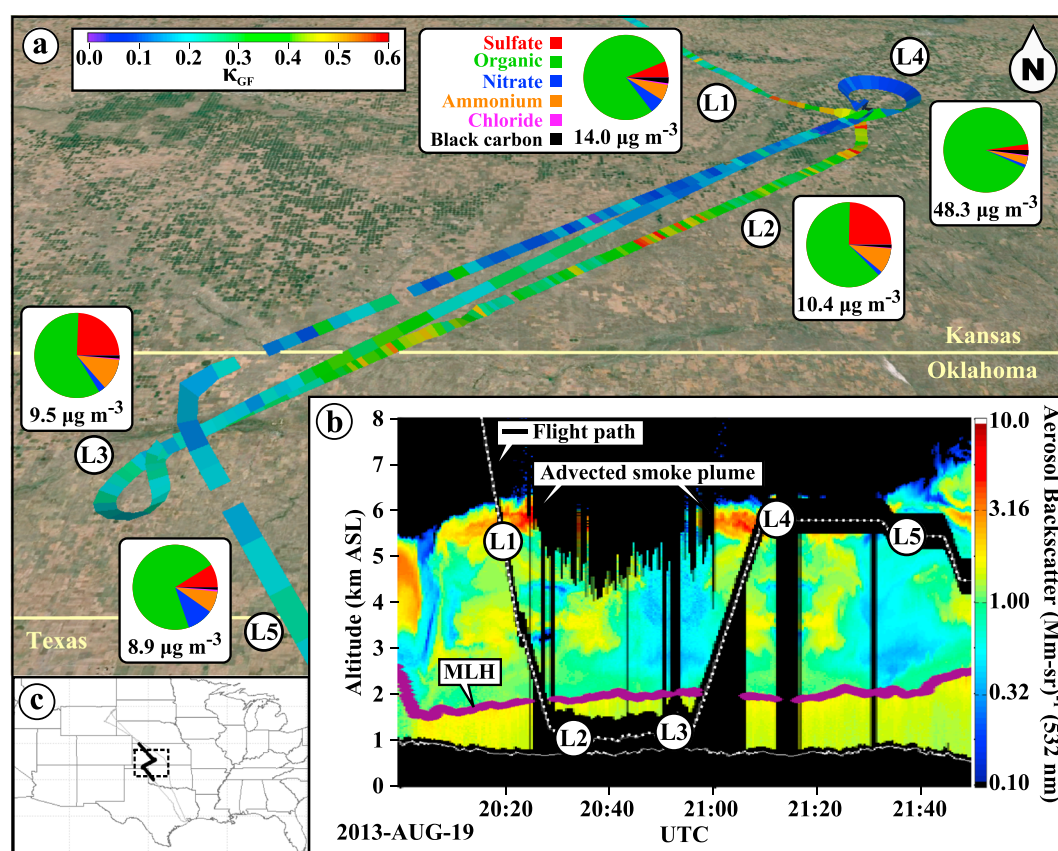 a
0.0 0.1 0.2 0.3 0.4 0.5 0.6
κGF
Sulfate
Organic
Nitrate
Ammonium
Chloride
Black carbon
14.0 μg m-3
L1
L4
N
48.3 μg m-3
L2
10.4 μg m-3
Kansas
Oklahoma
9.5 μg m-3
L3
8.9 μg m-3
L5
Texas
b
Flight path
Advected smoke plume
L1
L4
L5
MLH
L2
L3
8
7
6
5
4
3
2
1
0
Altitude (km ASL)
20:20 20:40 21:00 21:20 21:40
2013-AUG-19
UTC
10.0
3.16
1.00
0.32
0.10
Aerosol Backscatter (Mm-sr)-1 (532 nm)
c